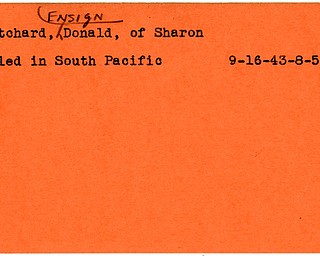 ENSIGN
tchard, Donald, of Sharon
led in South Pacific 9-16-43-8-5